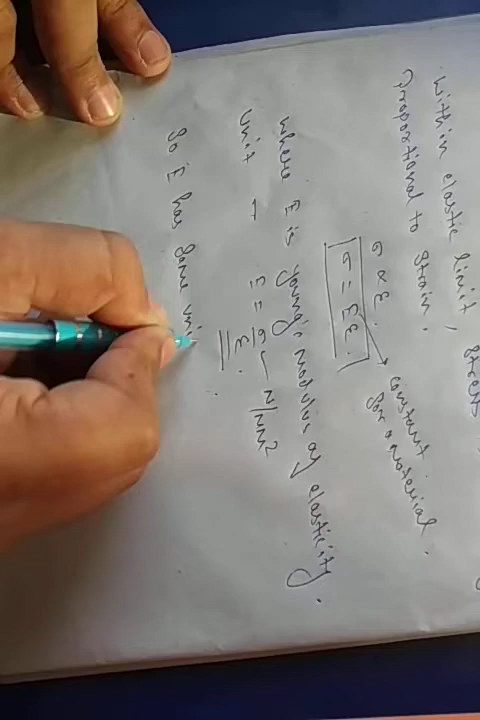 within elastic limit, stress
proportional to strain.
σ ∝ ε.
σ = Eε.
constant
for a material.
where E is young's modulus of elasticity.
unit →
E = σ — N/mm²
ε.
So E has same uni